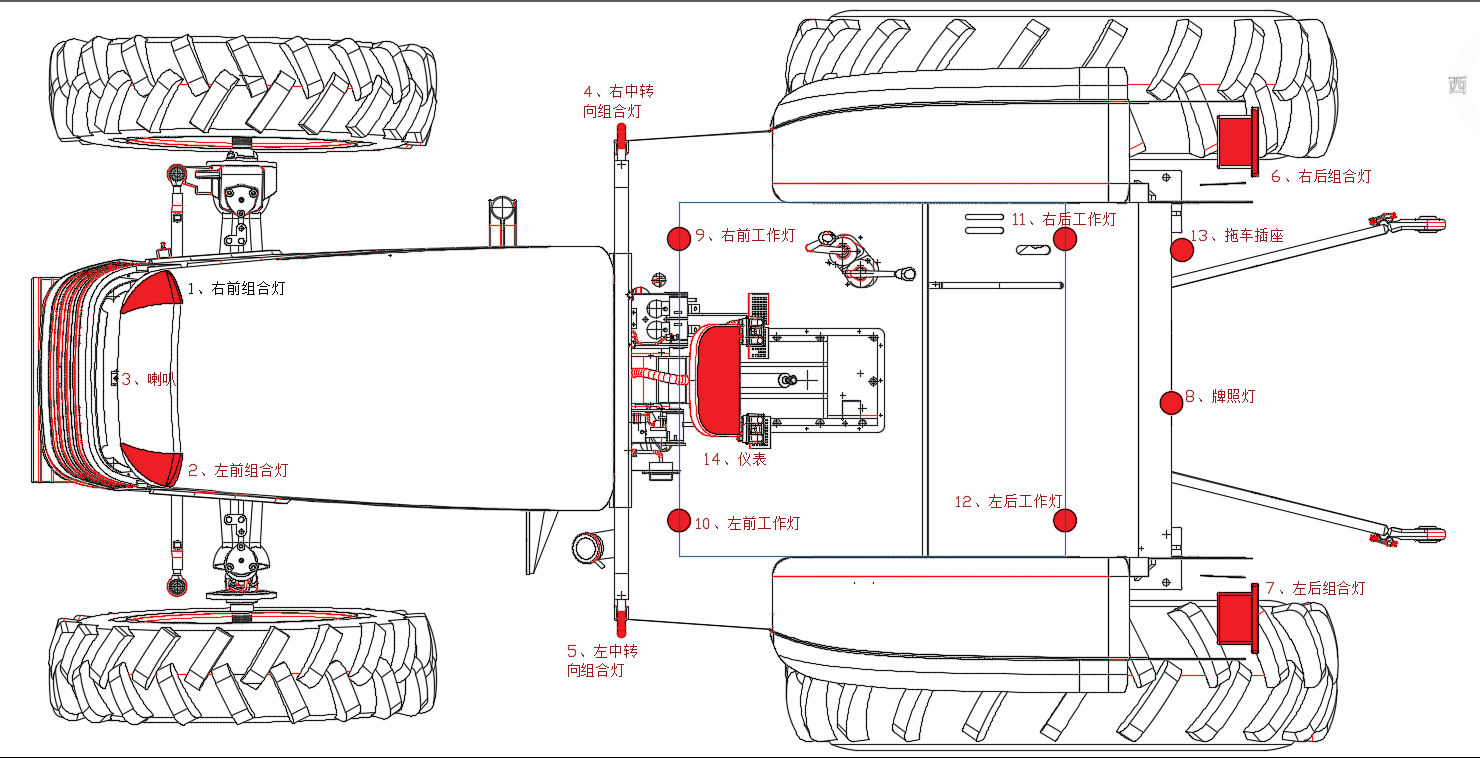 西
4、右中转
向组合灯
6、右后组合灯
11、右后工作灯
9、右前工作灯
13、拖车插座
1、右前组合灯
3、喇叭
8、牌照灯
14、仪表
2、左前组合灯
12、左后工作灯
10、左前工作灯
7、左后组合灯
5、左中转
向组合灯